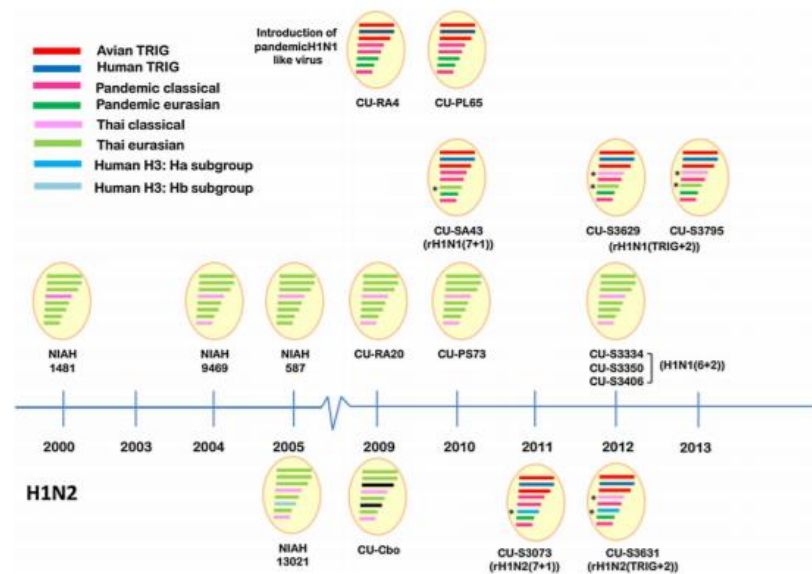 Introduction of
pandemicH1N1
like virus
Avian TRIG
Human TRIG
Pandemic classical
Pandemic eurasian
Thai classical
Thai eurasian
Human H3: Ha subgroup
Human H3: Hb subgroup
CU-RA4
CU-PL65
CU-SA43
(rH1N1(7+1))
CU-S3629
CU-S3795
(rH1N1(TRIG+2))
NIAH
1481
NIAH
9469
NIAH
587
CU-RA20
CU-PS73
CU-S3334
CU-S3350
CU-S3406
(H1N1(6+2))
2000 2003 2004 2005 2009 2010 2011 2012 2013
H1N2
NIAH
13021
CU-Cbo
CU-S3073
(rH1N2(7+1))
CU-S3631
(rH1N2(TRIG+2))